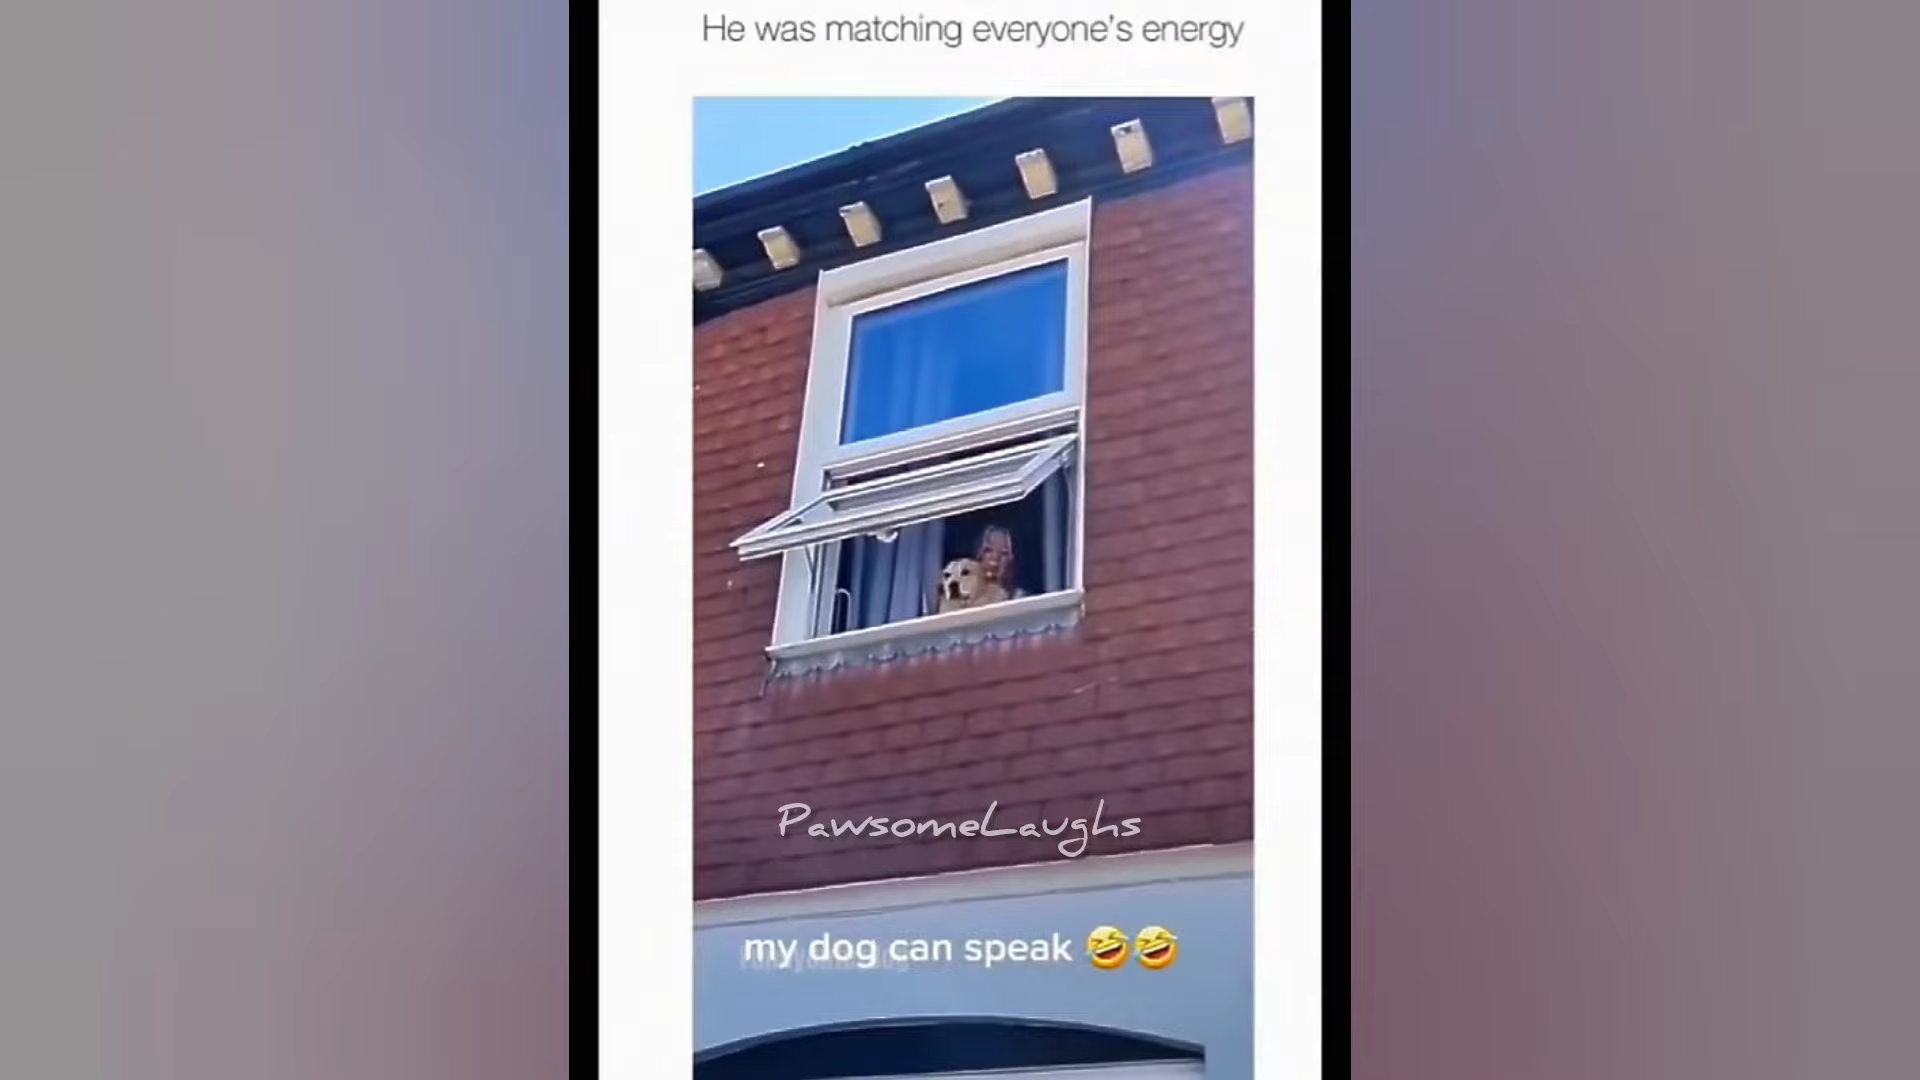 He was matching everyone's energy
PawsomeLaughs
my dog can speak 🤣🤣